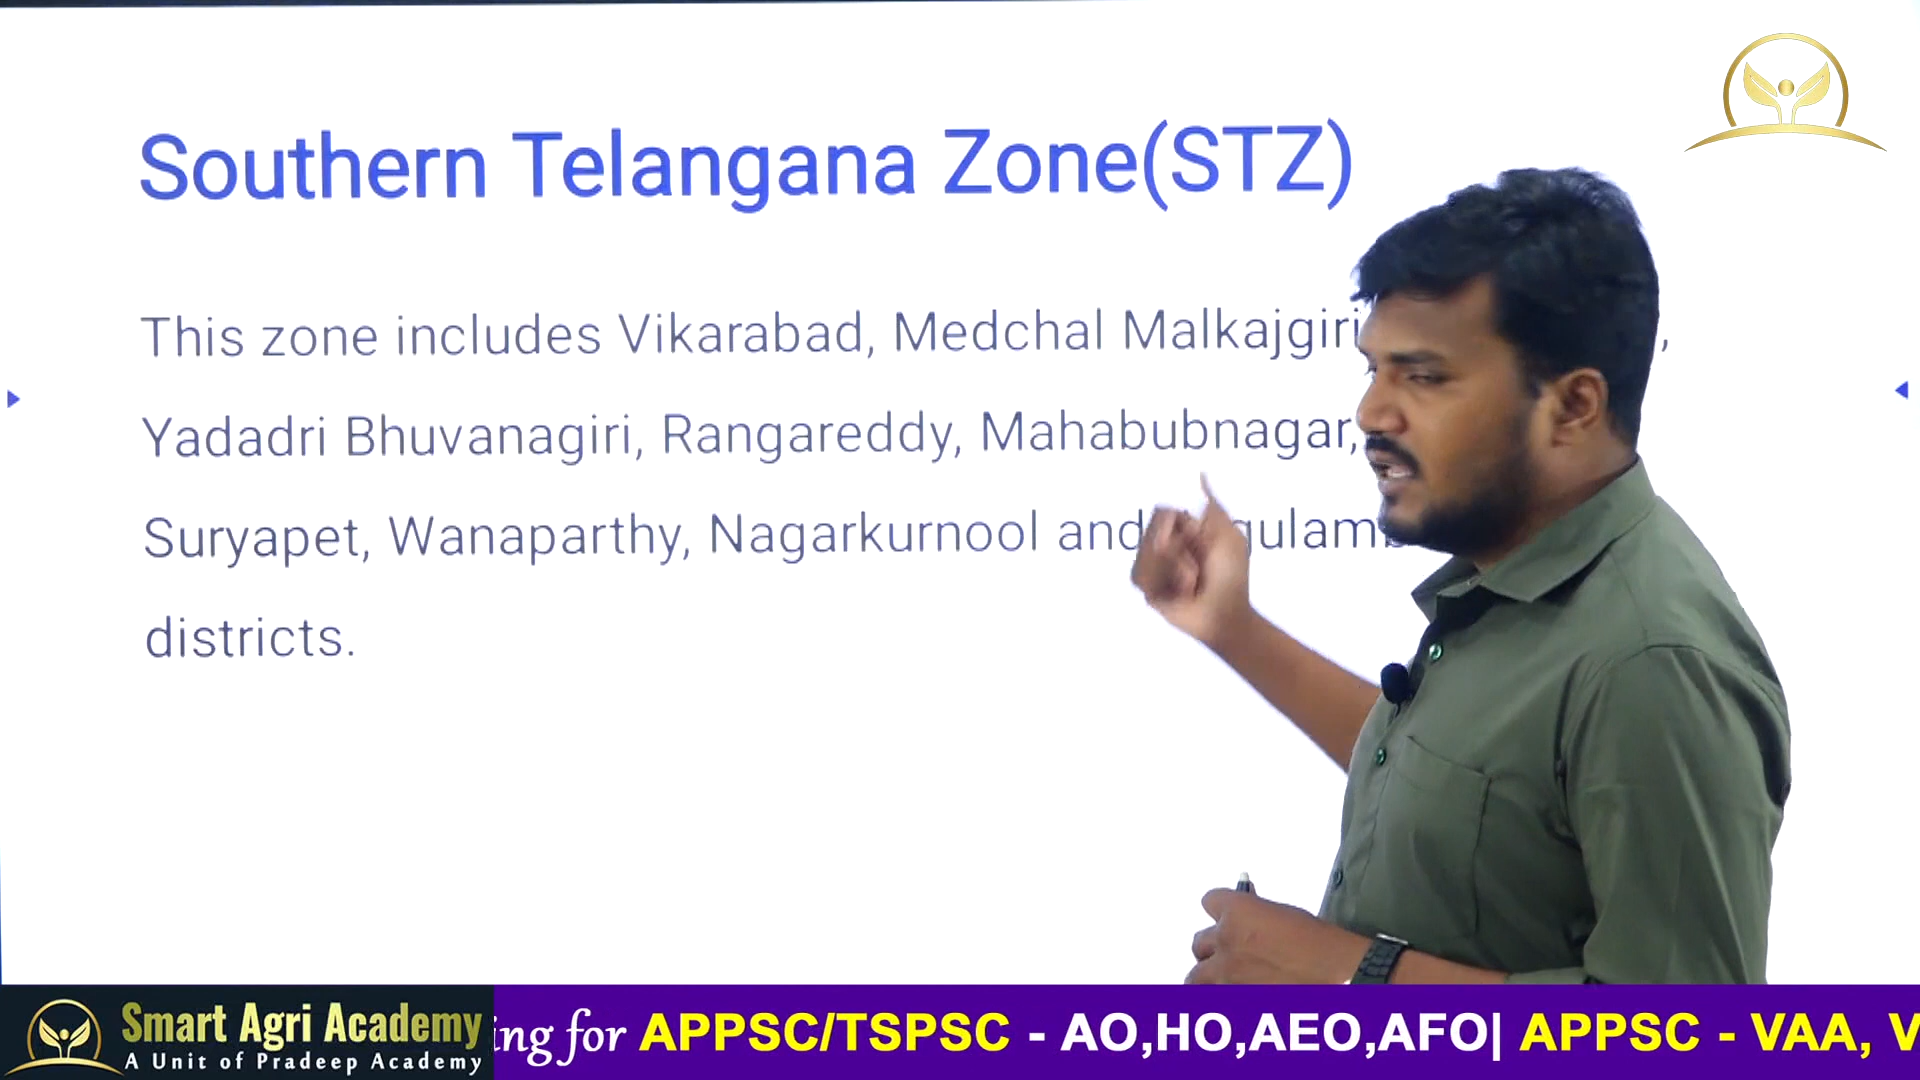 Southern Telangana Zone(STZ)
This zone includes Vikarabad, Medchal Malkajgiri ,
Yadadri Bhuvanagiri, Rangareddy, Mahabubnagar,
Suryapet, Wanaparthy, Nagarkurnool and
districts.
Smart Agri Academy
A Unit of Pradeep Academy
ing for APPSC/TSPSC - AO,HO,AEO,AFO| APPSC - VAA, V